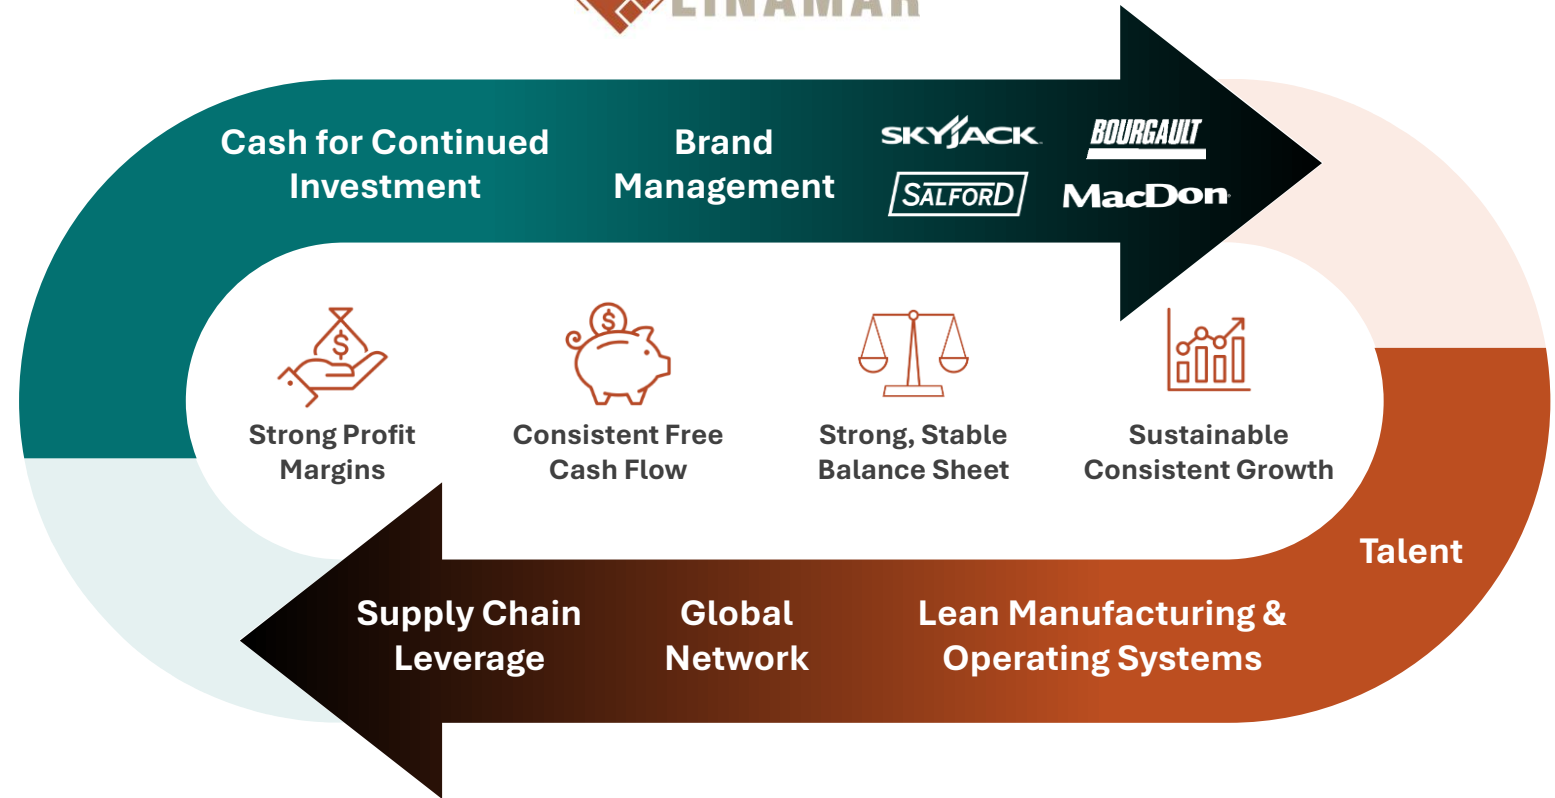 LINAMAR
Cash for Continued
Investment
Brand
Management
SKYJACK
BOURGAULT
SALFORD
MacDon
$
$
Strong Profit
Margins
Consistent Free
Cash Flow
Strong, Stable
Balance Sheet
Sustainable
Consistent Growth
Talent
Supply Chain
Leverage
Global
Network
Lean Manufacturing &
Operating Systems